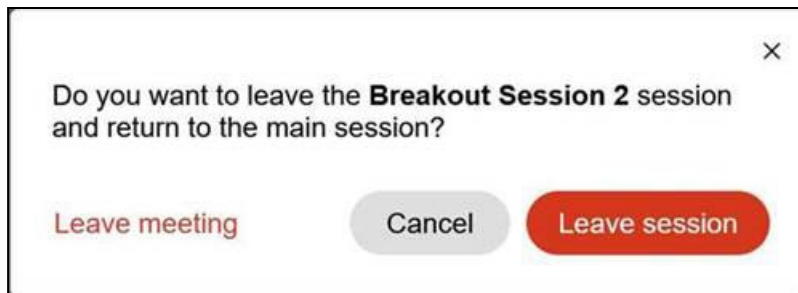 Do you want to leave the Breakout Session 2 session
and return to the main session?
Leave meeting Cancel Leave session